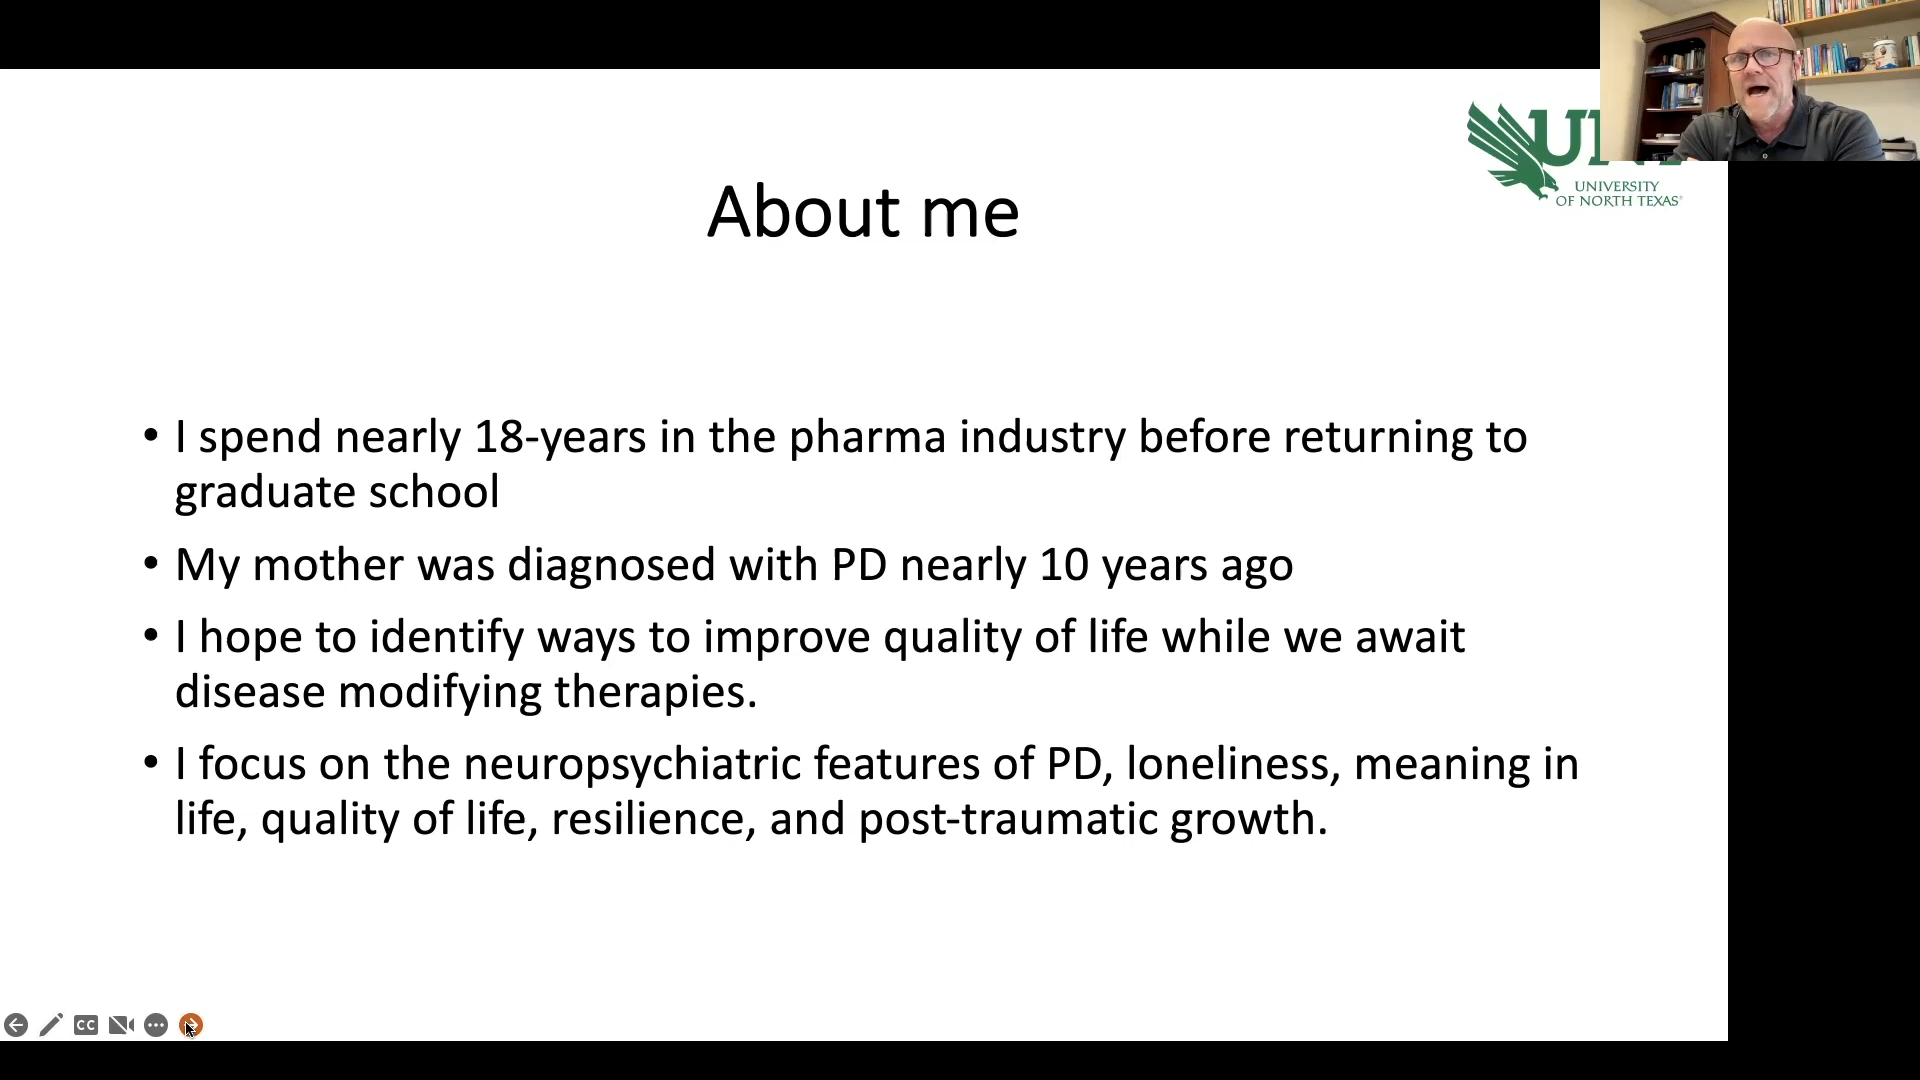 UNIVERSITY
OF NORTH TEXAS®
About me
• I spend nearly 18-years in the pharma industry before returning to
graduate school
• My mother was diagnosed with PD nearly 10 years ago
• I hope to identify ways to improve quality of life while we await
disease modifying therapies.
• I focus on the neuropsychiatric features of PD, loneliness, meaning in
life, quality of life, resilience, and post-traumatic growth.
CC